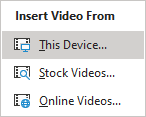 Insert Video From
This Device...
Stock Videos...
Online Videos...